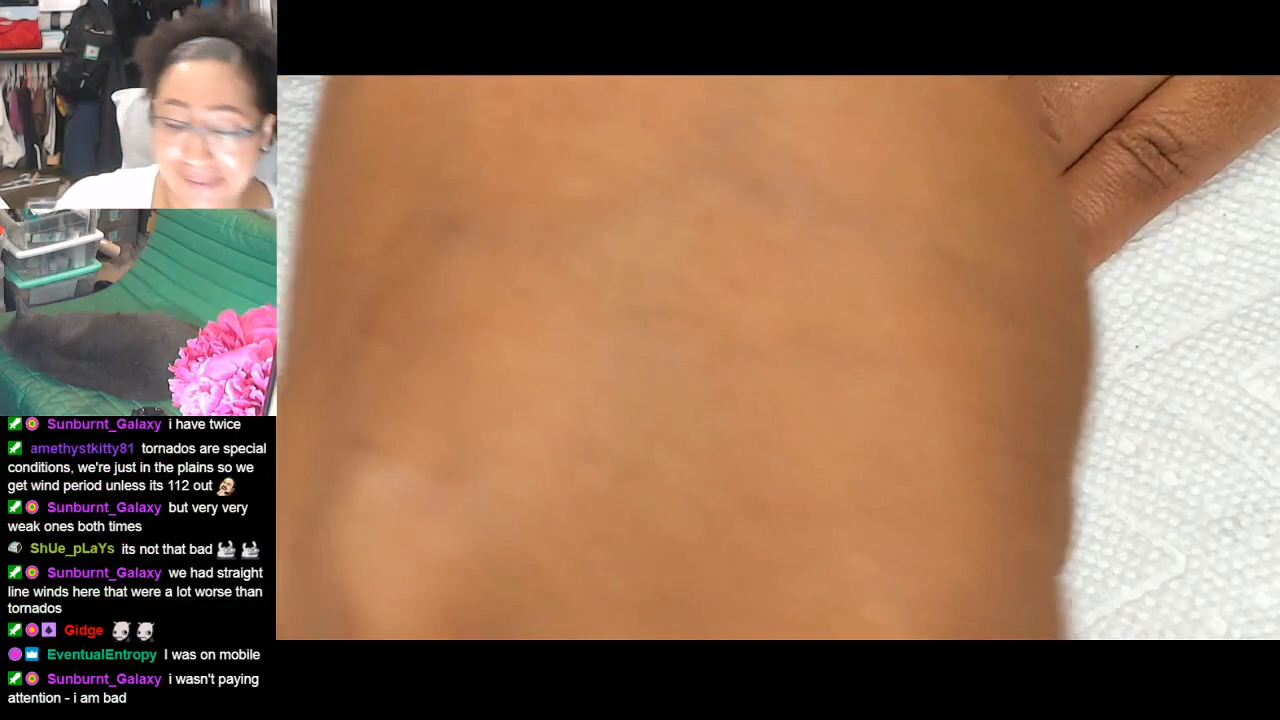 Sunburnt_Galaxy i have twice
amethystkitty81 tornados are special
conditions, we're just in the plains so we
get wind period unless its 112 out
Sunburnt_Galaxy but very very
weak ones both times
ShUe_pLaYs its not that bad
Sunburnt_Galaxy we had straight
line winds here that were a lot worse than
tornados
Gidge
EventualEntropy I was on mobile
Sunburnt_Galaxy i wasn't paying
attention - i am bad